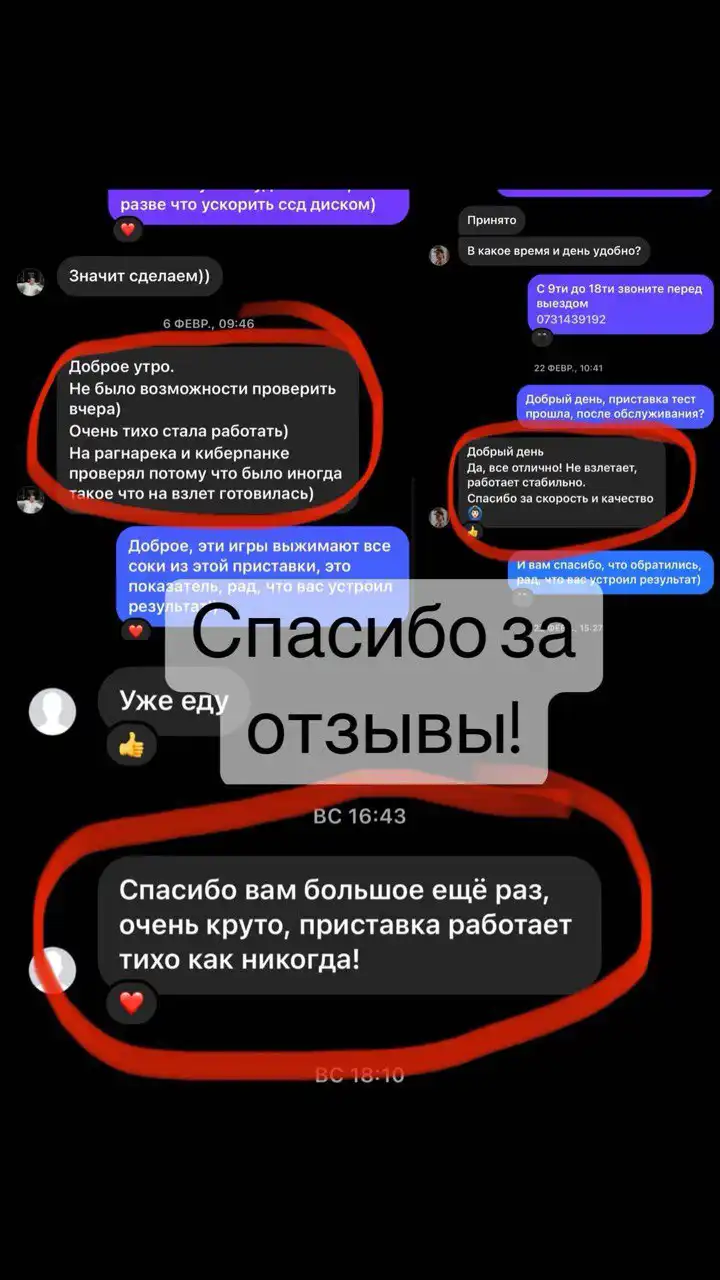 разве что ускорить ссд диском)
Значит сделаем))
6 ФЕВР., 09:46
Доброе утро.
Не было возможности проверить
вчера)
Очень тихо стала работать)
На рагнарека и киберпанке
проверял потому что было иногда
такое что на взлет готовилась)
Доброе, эти игры выжимают все
соки из этой приставки, это
показатель, рад, что вас устроил
результат
Принято
В какое время и день удобно?
С 9ти до 18ти звоните перед
выездом
0731439192
22 ФЕВР., 10:41
Добрый день, приставка тест
прошла, после обслуживания?
Добрый день
Да, все отлично! Не взлетает,
работает стабильно.
Спасибо за скорость и качество
И вам спасибо, что обратились,
рад, что вас устроил результат)
22 ФЕВР., 15:27
Спасибо за
отзывы!
Уже еду
ВС 16:43
Спасибо вам большое ещё раз,
очень круто, приставка работает
тихо как никогда!
ВС 18:10